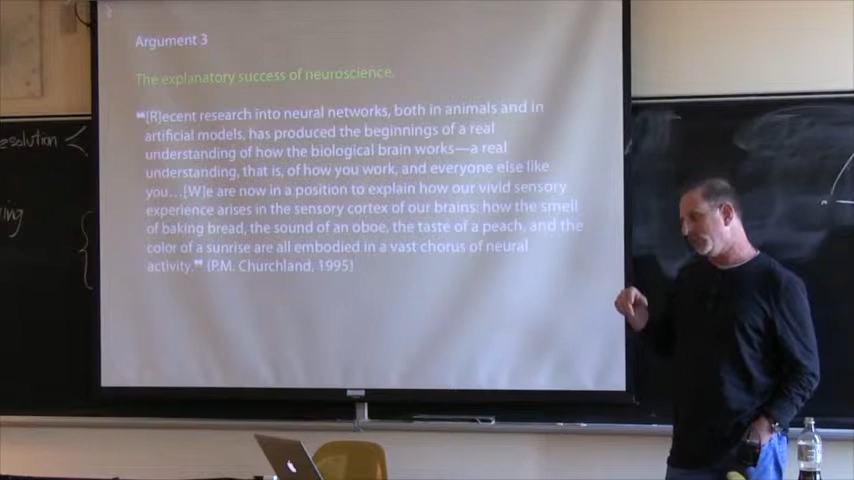 Argument 3
The explanatory success of neuroscience.
"[R]ecent research into neural networks, both in animals and in
artificial models, has produced the beginnings of a real
understanding of how the biological brain works—a real
understanding, that is, of how you work, and everyone else like
you...[W]e are now in a position to explain how our vivid sensory
experience arises in the sensory cortex of our brains: how the smell
of baking bread, the sound of an oboe, the taste of a peach, and the
color of a sunrise are all embodied in a vast chorus of neural
activity." (P.M. Churchland, 1995)